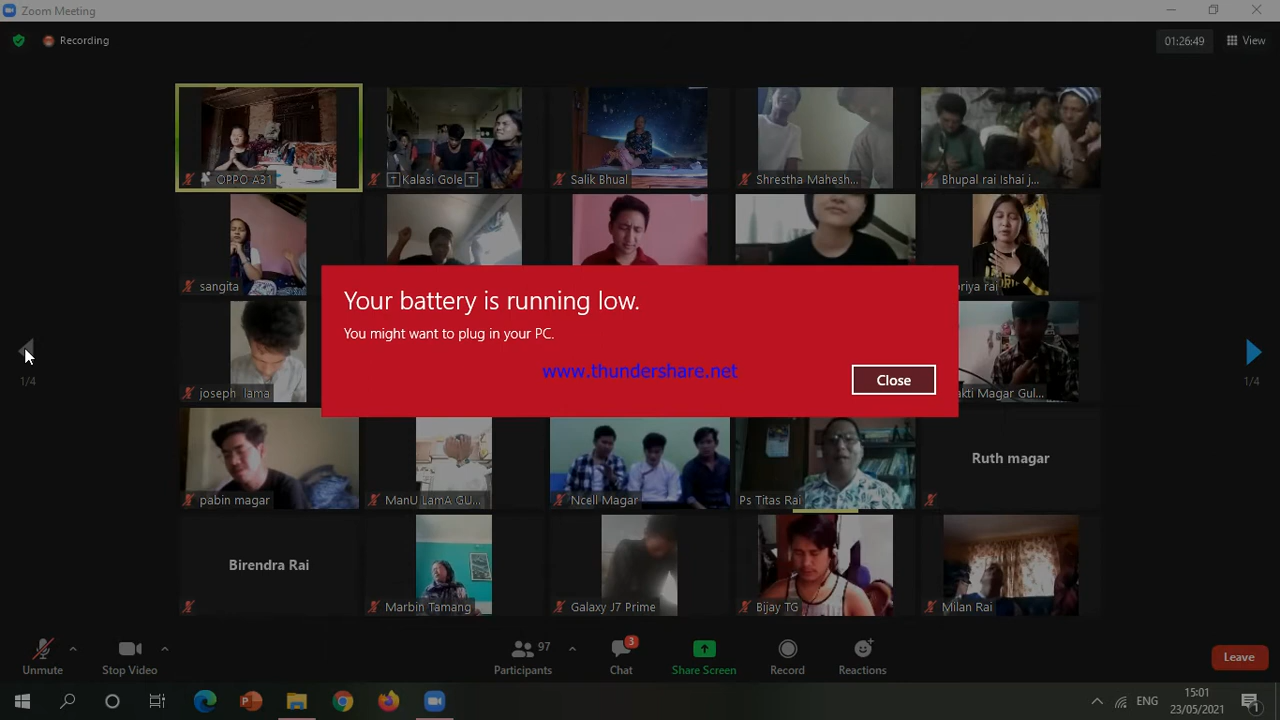 Zoom Meeting
Recording
01:26:49
View
OPPO A31
Kalasi Gole
Salik Bhual
Shrestha Mahesh...
Bhupal rai Ishai j...
sangita
riya rai
Your battery is running low.
You might want to plug in your PC.
www.thundershare.net
Close
1/4
1/4
joseph lama
akti Magar Gul...
pabin magar
ManU LamA GU...
Ncell Magar
Ps Titas Rai
Ruth magar
Birendra Rai
Marbin Tamang
Galaxy J7 Prime
Bijay TG
Milan Rai
Unmute
Stop Video
97
Participants
3
Chat
Share Screen
Record
Reactions
Leave
ENG
15:01
23/05/2021
1